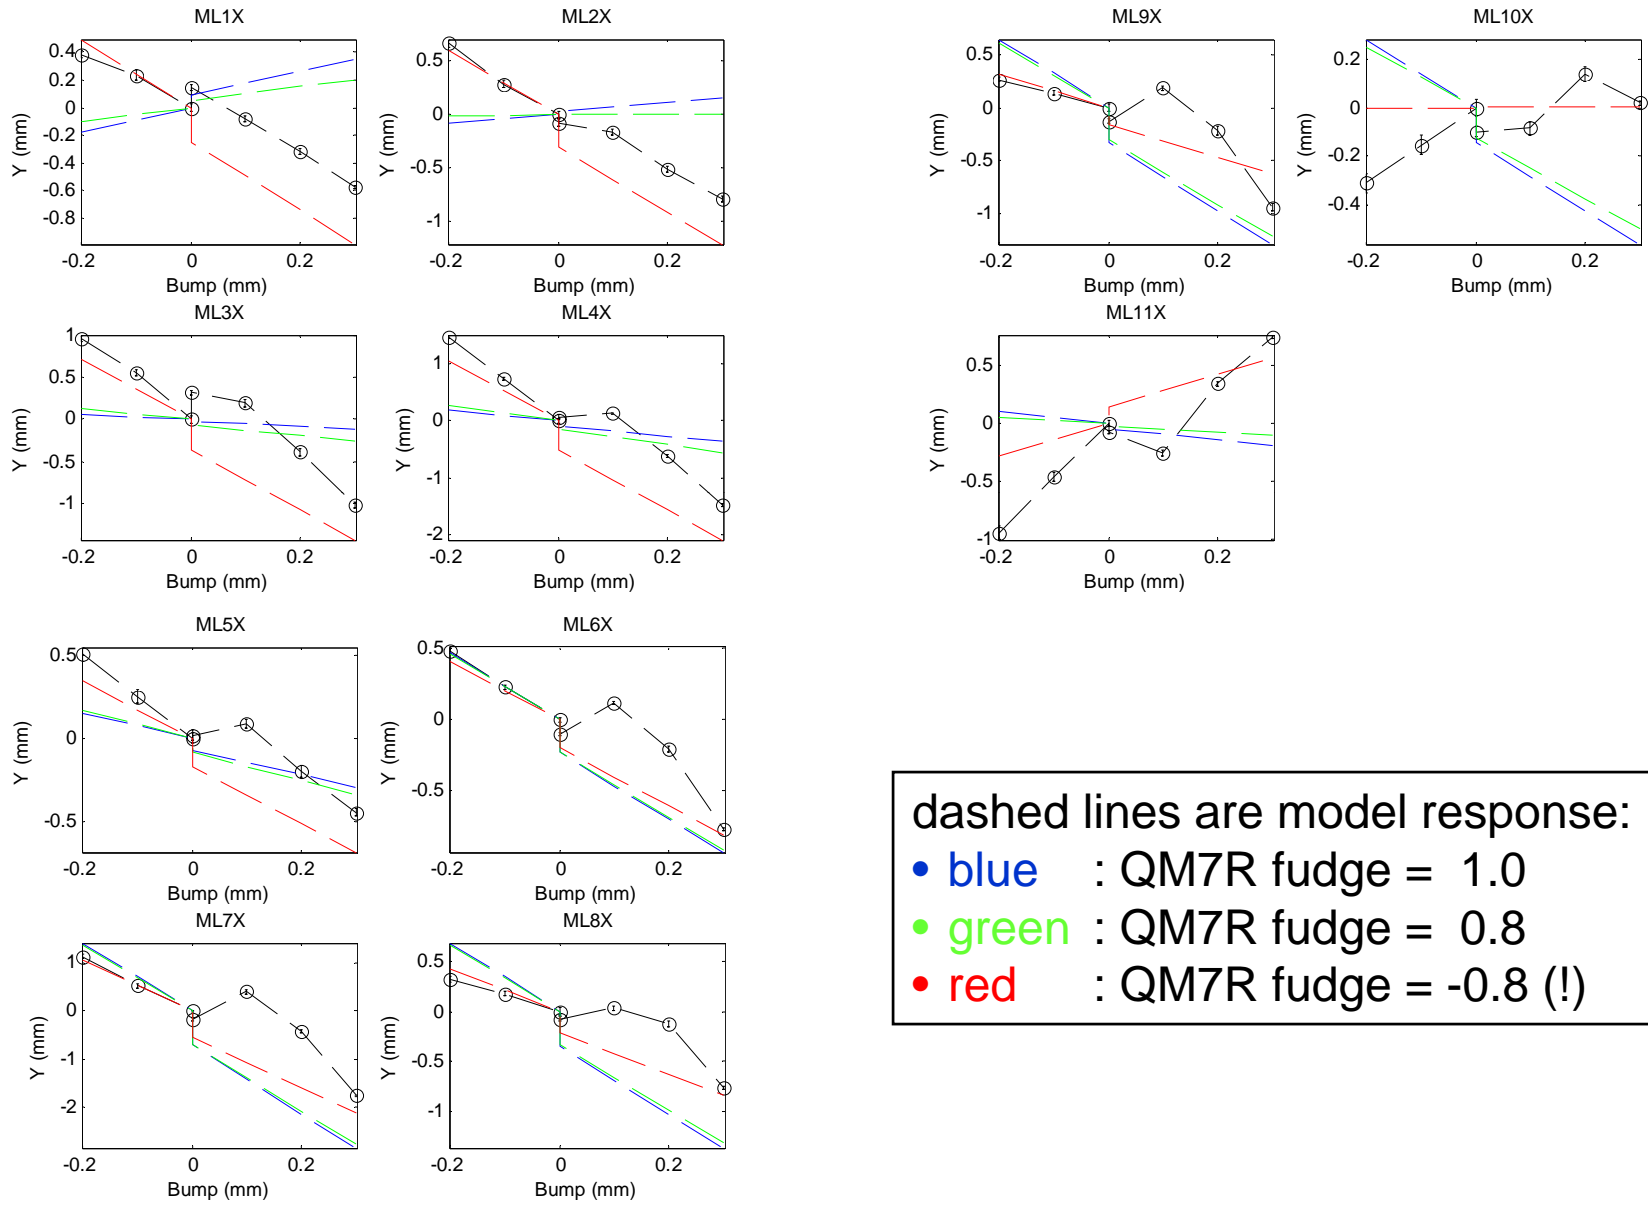 ML1X
0.4
0.2
0
-0.2
-0.4
-0.6
-0.8
Y (mm)
-0.2 0 0.2
Bump (mm)
ML2X
0.5
0
-0.5
-1
Y (mm)
-0.2 0 0.2
Bump (mm)
ML9X
0.5
0
-0.5
-1
Y (mm)
-0.2 0 0.2
Bump (mm)
ML10X
0.2
0
-0.2
-0.4
Y (mm)
-0.2 0 0.2
Bump (mm)
ML3X
1
0.5
0
-0.5
-1
Y (mm)
-0.2 0 0.2
Bump (mm)
ML4X
1
0
-1
-2
Y (mm)
-0.2 0 0.2
Bump (mm)
ML11X
0.5
0
-0.5
-1
Y (mm)
-0.2 0 0.2
Bump (mm)
ML5X
0.5
0
-0.5
Y (mm)
-0.2 0 0.2
Bump (mm)
ML6X
0.5
0
-0.5
Y (mm)
-0.2 0 0.2
Bump (mm)
ML7X
1
0
-1
-2
Y (mm)
-0.2 0 0.2
Bump (mm)
ML8X
0.5
0
-0.5
-1
Y (mm)
-0.2 0 0.2
Bump (mm)
dashed lines are model response:
• blue : QM7R fudge = 1.0
• green : QM7R fudge = 0.8
• red : QM7R fudge = -0.8 (!)